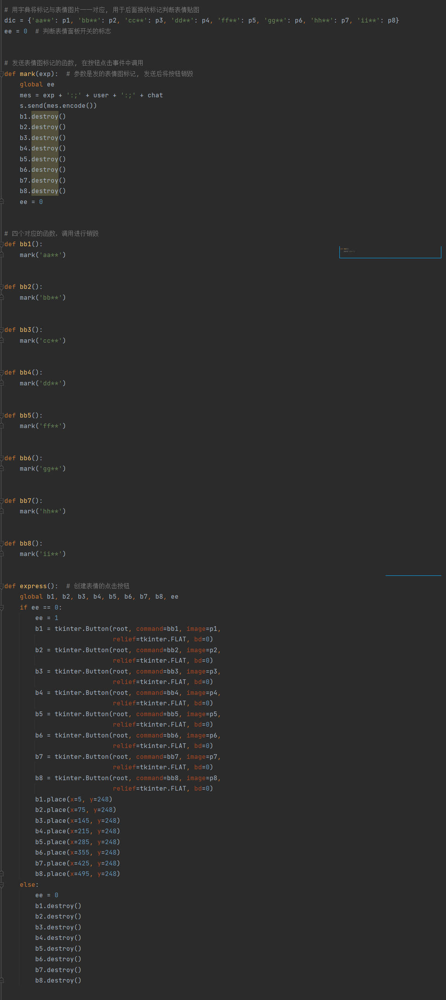 # 用字典将标记与表情图片一一对应, 用于后面接收标记判断表情贴图
dic = {'aa**': p1, 'bb**': p2, 'cc**': p3, 'dd**': p4, 'ff**': p5, 'gg**': p6, 'hh**': p7, 'ii**': p8}
ee = 0  # 判断表情面板开关的标志
# 发送表情图标记的函数, 在按钮点击事件中调用
def mark(exp):  # 参数是发的表情图标记, 发送后将按钮销毁
    global ee
    mes = exp + ':;' + user + ':;' + chat
    s.send(mes.encode())
    b1.destroy()
    b2.destroy()
    b3.destroy()
    b4.destroy()
    b5.destroy()
    b6.destroy()
    b7.destroy()
    b8.destroy()
    ee = 0
# 四个对应的函数，调用进行销毁
def bb1():
    mark('aa**')
def bb2():
    mark('bb**')
def bb3():
    mark('cc**')
def bb4():
    mark('dd**')
def bb5():
    mark('ff**')
def bb6():
    mark('gg**')
def bb7():
    mark('hh**')
def bb8():
    mark('ii**')
def express():  # 创建表情的点击按钮
    global b1, b2, b3, b4, b5, b6, b7, b8, ee
    if ee == 0:
        ee = 1
        b1 = tkinter.Button(root, command=bb1, image=p1,
                            relief=tkinter.FLAT, bd=0)
        b2 = tkinter.Button(root, command=bb2, image=p2,
                            relief=tkinter.FLAT, bd=0)
        b3 = tkinter.Button(root, command=bb3, image=p3,
                            relief=tkinter.FLAT, bd=0)
        b4 = tkinter.Button(root, command=bb4, image=p4,
                            relief=tkinter.FLAT, bd=0)
        b5 = tkinter.Button(root, command=bb5, image=p5,
                            relief=tkinter.FLAT, bd=0)
        b6 = tkinter.Button(root, command=bb6, image=p6,
                            relief=tkinter.FLAT, bd=0)
        b7 = tkinter.Button(root, command=bb7, image=p7,
                            relief=tkinter.FLAT, bd=0)
        b8 = tkinter.Button(root, command=bb8, image=p8,
                            relief=tkinter.FLAT, bd=0)
        b1.place(x=5, y=248)
        b2.place(x=75, y=248)
        b3.place(x=145, y=248)
        b4.place(x=215, y=248)
        b5.place(x=285, y=248)
        b6.place(x=355, y=248)
        b7.place(x=425, y=248)
        b8.place(x=495, y=248)
    else:
        ee = 0
        b1.destroy()
        b2.destroy()
        b3.destroy()
        b4.destroy()
        b5.destroy()
        b6.destroy()
        b7.destroy()
        b8.destroy()